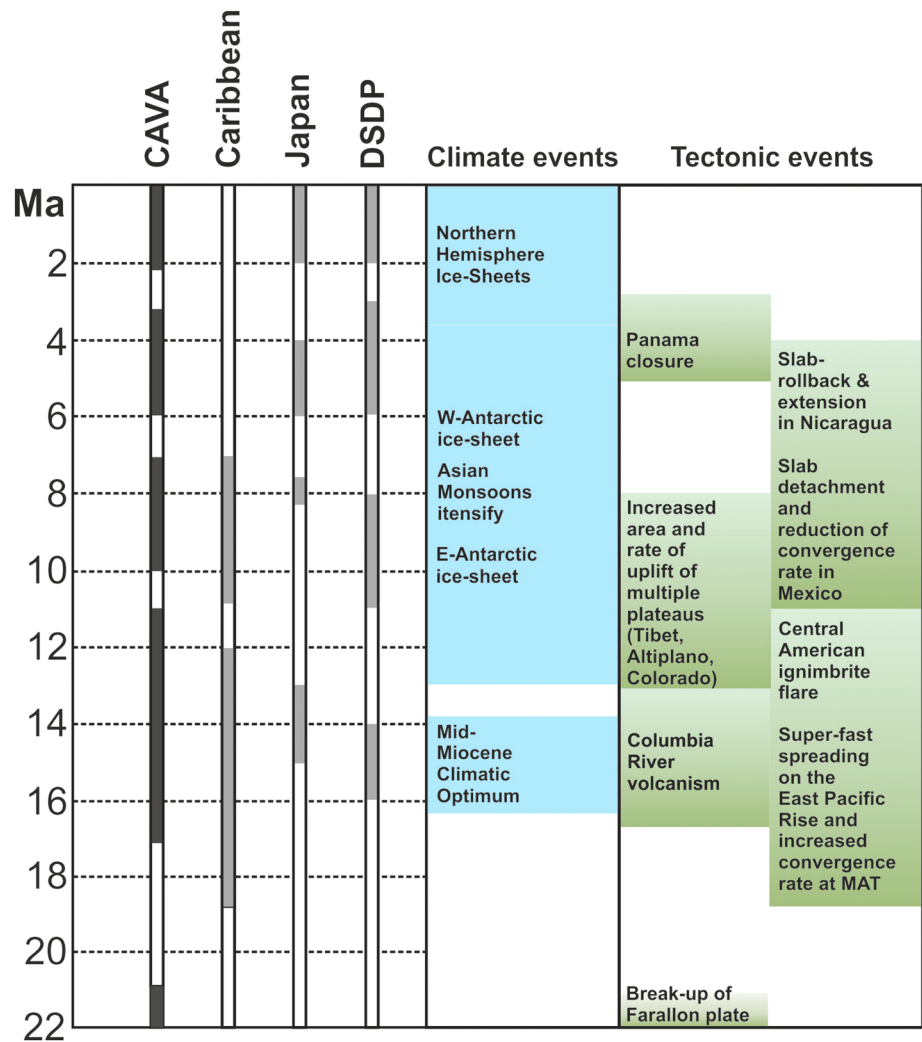 CAVA
Caribbean
Japan
DSDP
Climate events
Tectonic events
Ma
2
4
6
8
10
12
14
16
18
20
22
Northern
Hemisphere
Ice-Sheets
W-Antarctic
ice-sheet
Asian
Monsoons
itensify
E-Antarctic
ice-sheet
Mid-
Miocene
Climatic
Optimum
Panama
closure
Increased
area and
rate of
uplift of
multiple
plateaus
(Tibet,
Altiplano,
Colorado)
Columbia
River
volcanism
Break-up of
Farallon plate
Slab-
rollback &
extension
in Nicaragua
Slab
detachment
and
reduction of
convergence
rate in
Mexico
Central
American
ignimbrite
flare
Super-fast
spreading
on the
East Pacific
Rise and
increased
convergence
rate at MAT